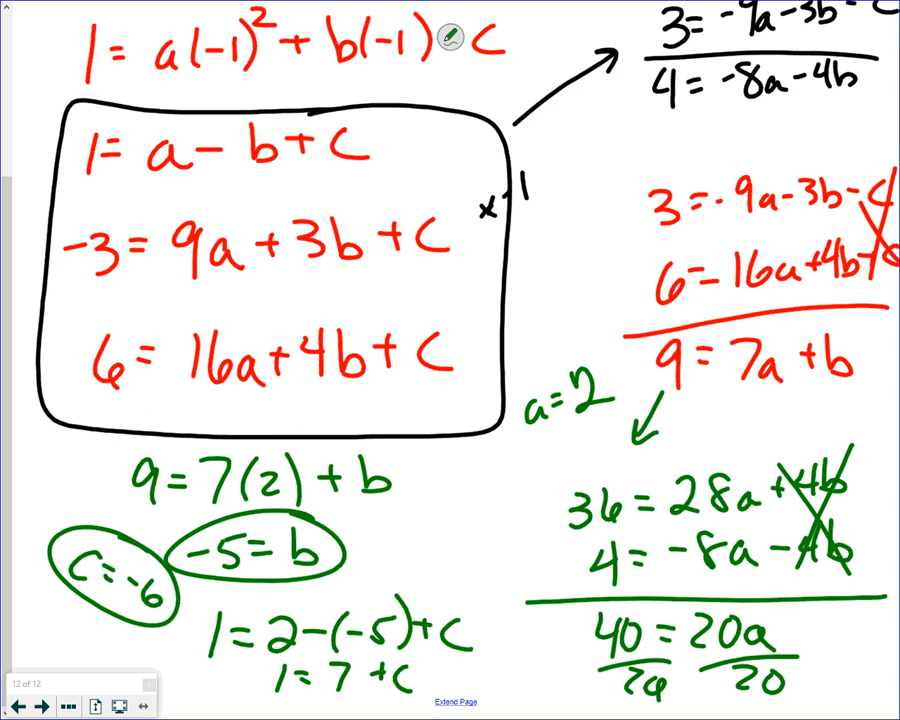 1 = a(-1)² + b(-1) c
1 = a - b + c
-3 = 9a + 3b + c
6 = 16a + 4b + c
x -1
3 = -9a - 3b - c
4 = -8a - 4b
3 = -9a - 3b - c
6 = 16a + 4b + c
9 = 7a + b
a = 2
36 = 28a + 4b
4 = -8a - 4b
40 = 20a
20 20
9 = 7(2) + b
-5 = b
c = -6
1 = 2 - (-5) + c
1 = 7 + c
12 of 12
Extend Page